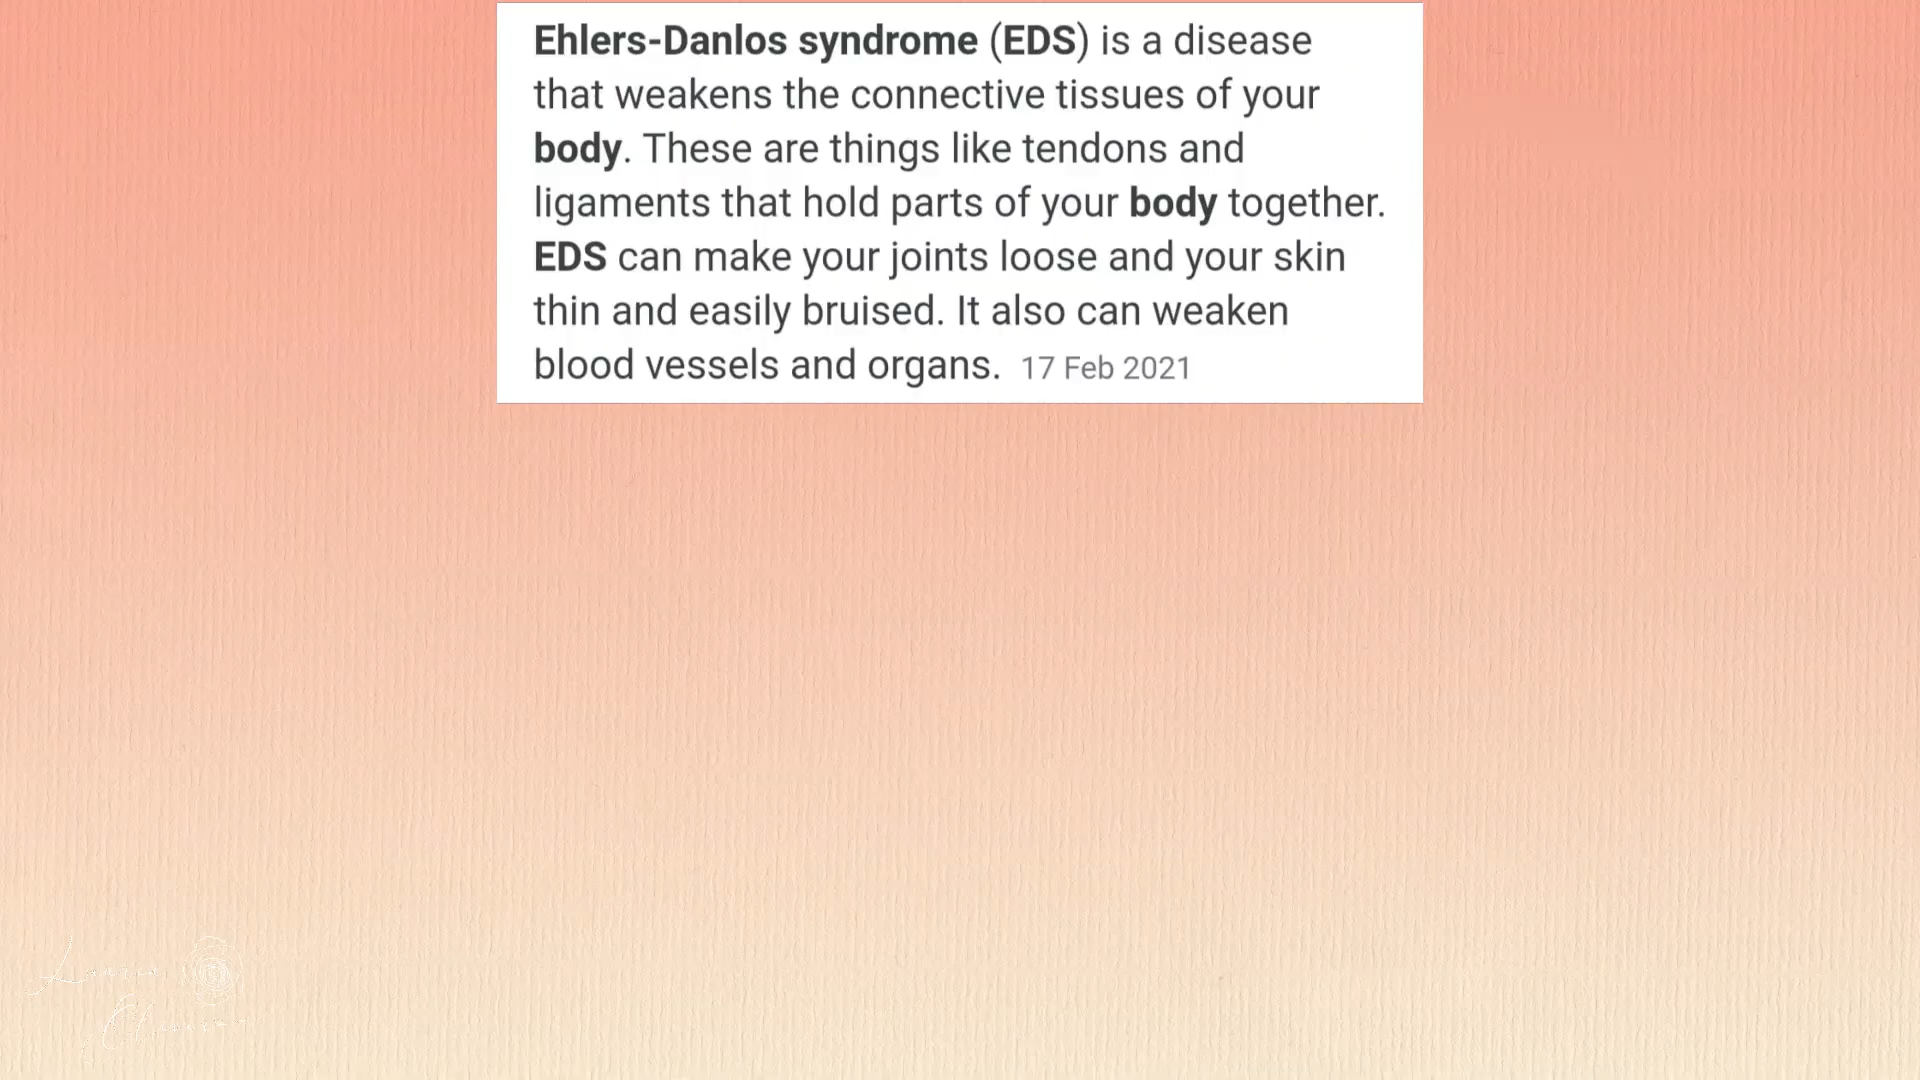 Ehlers-Danlos syndrome (EDS) is a disease
that weakens the connective tissues of your
body. These are things like tendons and
ligaments that hold parts of your body together.
EDS can make your joints loose and your skin
thin and easily bruised. It also can weaken
blood vessels and organs. 17 Feb 2021